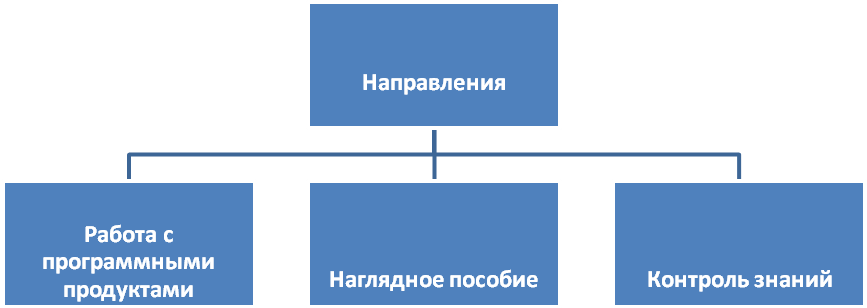 Направления
Работа с
программными
продуктами
Наглядное пособие
Контроль знаний